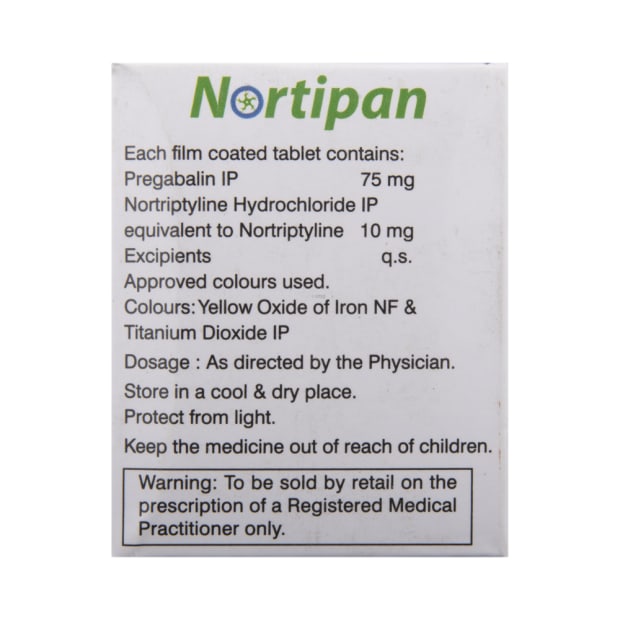 Nortipan
Each film coated tablet contains:
Pregabalin IP 75 mg
Nortriptyline Hydrochloride IP
equivalent to Nortriptyline 10 mg
Excipients q.s.
Approved colours used.
Colours: Yellow Oxide of Iron NF &
Titanium Dioxide IP
Dosage : As directed by the Physician.
Store in a cool & dry place.
Protect from light.
Keep the medicine out of reach of children.
Warning: To be sold by retail on the
prescription of a Registered Medical
Practitioner only.